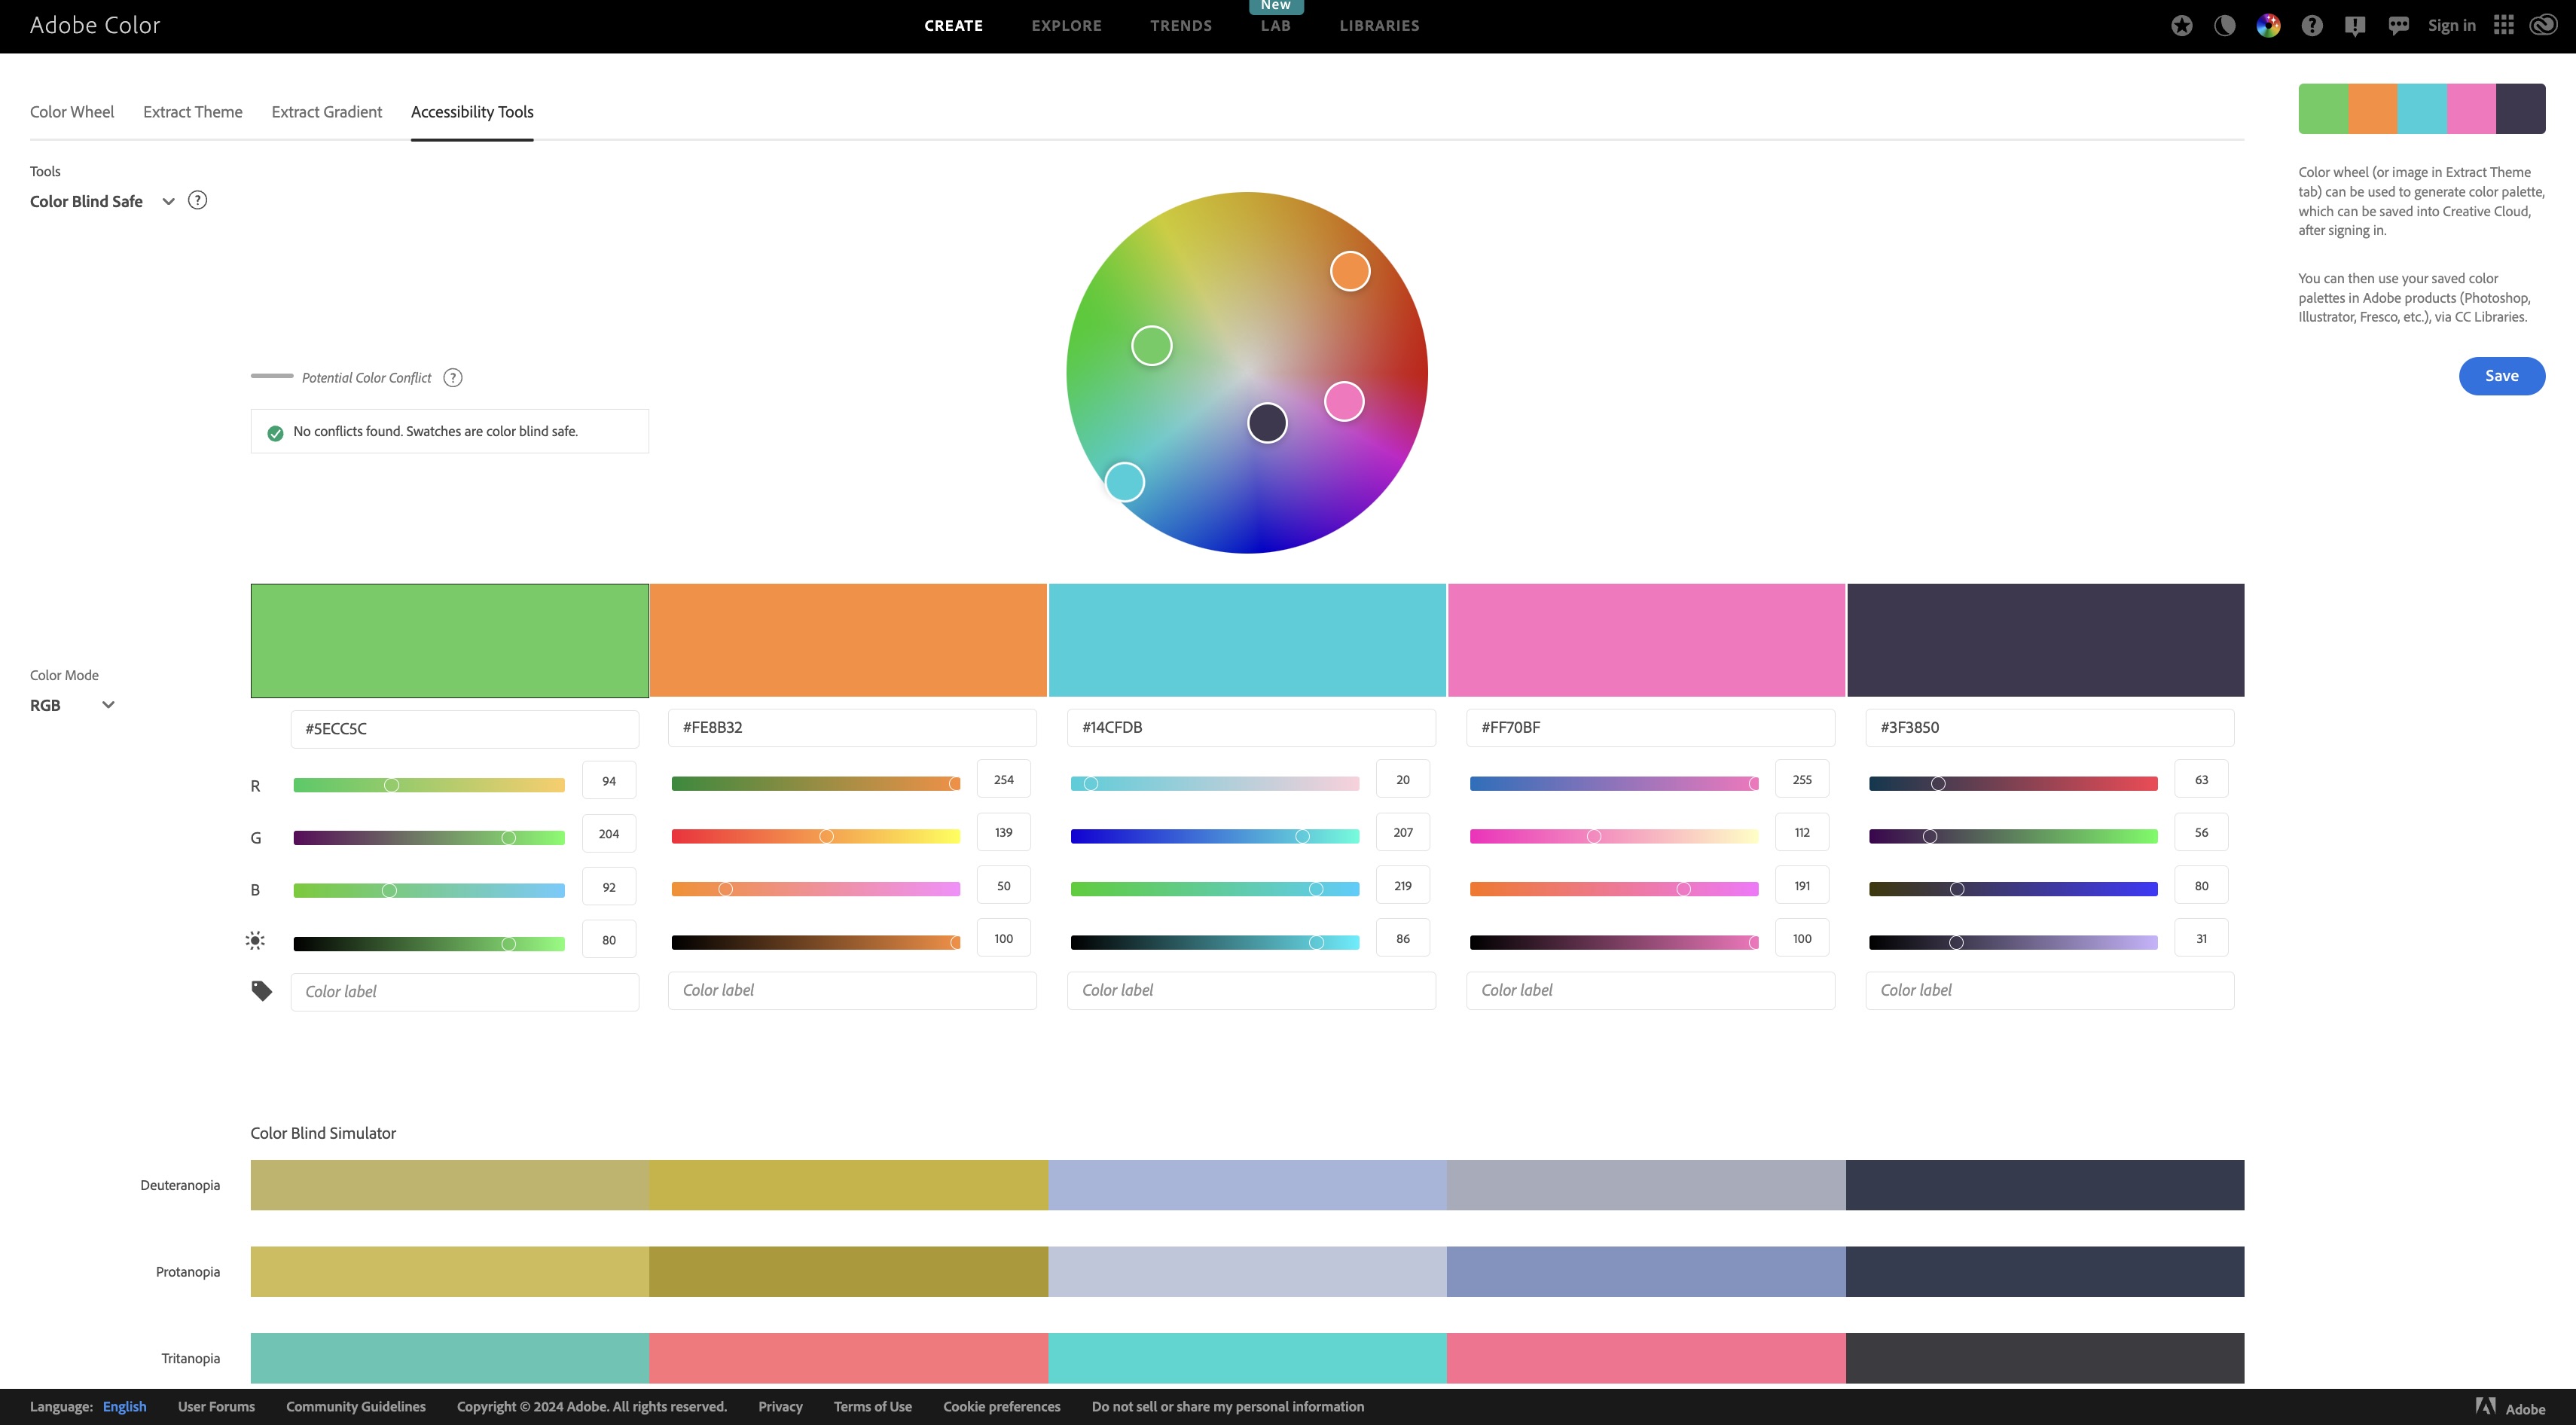 Adobe Color
CREATE
EXPLORE
TRENDS
New
LAB
LIBRARIES
Sign in
Color Wheel
Extract Theme
Extract Gradient
Accessibility Tools
Tools
Color Blind Safe
Color wheel (or image in Extract Theme
tab) can be used to generate color palette,
which can be saved into Creative Cloud,
after signing in.
You can then use your saved color
palettes in Adobe products (Photoshop,
Illustrator, Fresco, etc.), via CC Libraries.
Save
Potential Color Conflict
No conflicts found. Swatches are color blind safe.
Color Mode
RGB
#5ECC5C
#FE8B32
#14CFDB
#FF70BF
#3F3850
R
94
254
20
255
63
G
204
139
207
112
56
B
92
50
219
191
80
80
100
86
100
31
Color label
Color label
Color label
Color label
Color label
Color Blind Simulator
Deuteranopia
Protanopia
Tritanopia
Language: English
User Forums
Community Guidelines
Copyright © 2024 Adobe. All rights reserved.
Privacy
Terms of Use
Cookie preferences
Do not sell or share my personal information
Adobe